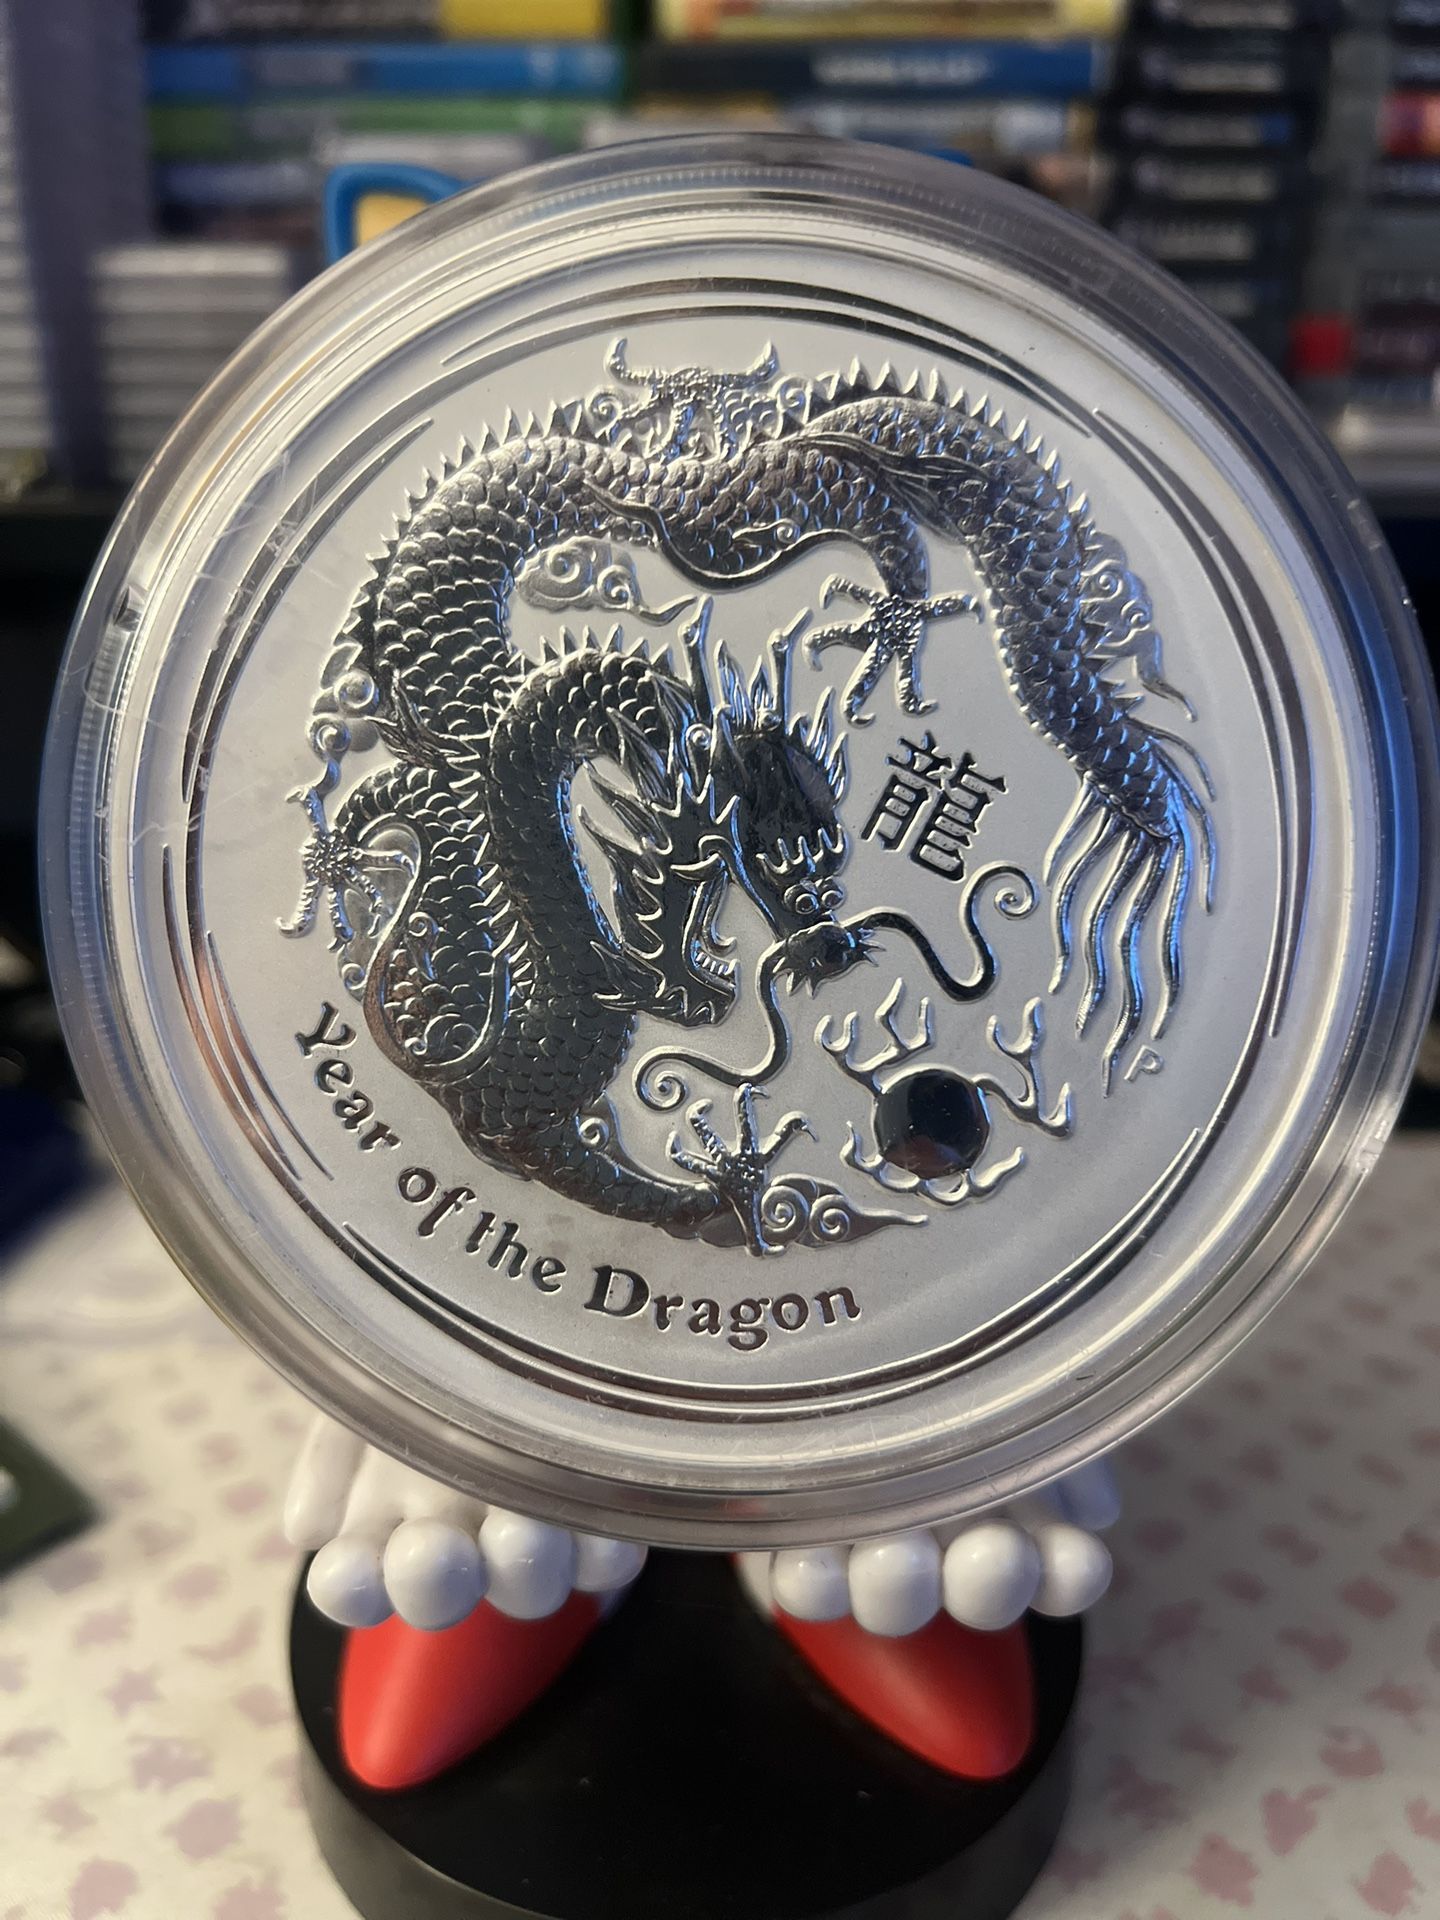 龍
P
Year of the Dragon